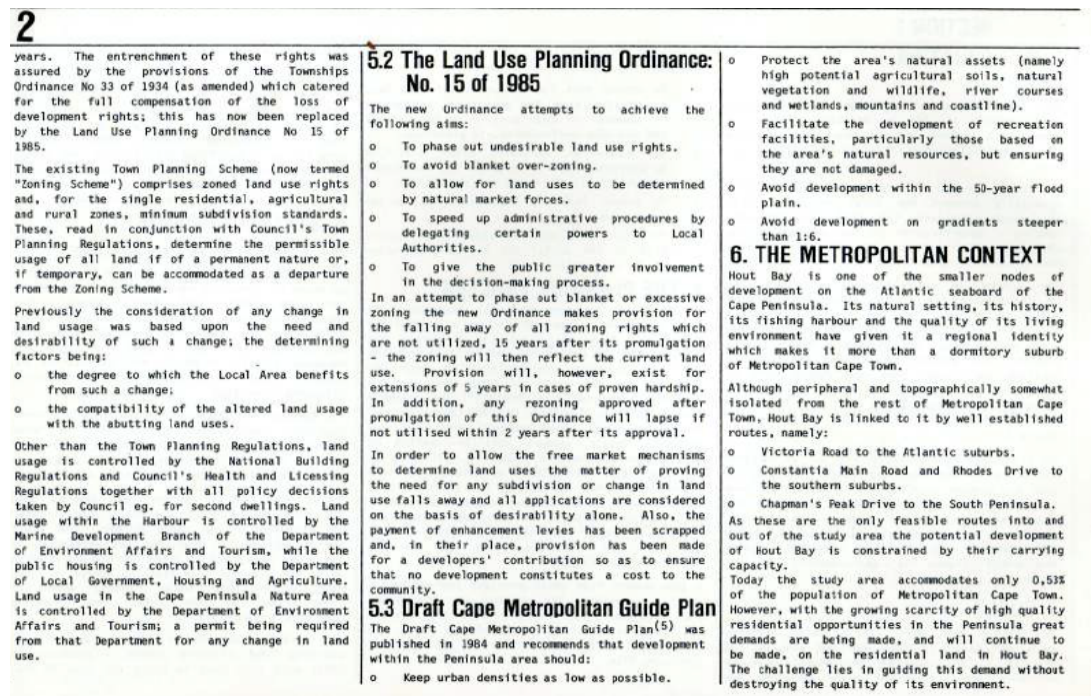 2
years. The entrenchment of these rights was
assured by the provisions of the Townships
Ordinance No 33 of 1934 (as amended) which catered
for the full compensation of the loss of
development rights; this has now been replaced
by the Land Use Planning Ordinance No 15 of
1985.
The existing Town Planning Scheme (now termed
"Zoning Scheme") comprises zoned land use rights
and, for the single residential, agricultural
and rural zones, minimum subdivision standards.
These, read in conjunction with Council's Town
Planning Regulations, determine the permissible
usage of all land if of a permanent nature or,
if temporary, can be accommodated as a departure
from the Zoning Scheme.
Previously the consideration of any change in
land usage was based upon the need and
desirability of such a change; the determining
factors being:
o the degree to which the Local Area benefits
from such a change;
o the compatibility of the altered land usage
with the abutting land uses.
Other than the Town Planning Regulations, land
usage is controlled by the National Building
Regulations and Council's Health and Licensing
Regulations together with all policy decisions
taken by Council eg. for second dwellings. Land
usage within the Harbour is controlled by the
Marine Development Branch of the Department
of Environment Affairs and Tourism, while the
public housing is controlled by the Department
of Local Government, Housing and Agriculture.
Land usage in the Cape Peninsula Nature Area
is controlled by the Department of Environment
Affairs and Tourism; a permit being required
from that Department for any change in land
use.
5.2 The Land Use Planning Ordinance:
No. 15 of 1985
The new Ordinance attempts to achieve the
following aims:
o To phase out undesirable land use rights.
o To avoid blanket over-zoning.
o To allow for land uses to be determined
by natural market forces.
o To speed up administrative procedures by
delegating certain powers to Local
Authorities.
o To give the public greater involvement
in the decision-making process.
In an attempt to phase out blanket or excessive
zoning the new Ordinance makes provision for
the falling away of all zoning rights which
are not utilized, 15 years after its promulgation
- the zoning will then reflect the current land
use. Provision will, however, exist for
extensions of 5 years in cases of proven hardship.
In addition, any rezoning approved after
promulgation of this Ordinance will lapse if
not utilised within 2 years after its approval.
In order to allow the free market mechanisms
to determine land uses the matter of proving
the need for any subdivision or change in land
use falls away and all applications are considered
on the basis of desirability alone. Also, the
payment of enhancement levies has been scrapped
and, in their place, provision has been made
for a developers' contribution so as to ensure
that no development constitutes a cost to the
community.
5.3 Draft Cape Metropolitan Guide Plan
The Draft Cape Metropolitan Guide Plan(5) was
published in 1984 and recommends that development
within the Peninsula area should:
o Keep urban densities as low as possible.
o Protect the area's natural assets (namely
high potential agricultural soils, natural
vegetation and wildlife, river courses
and wetlands, mountains and coastline).
o Facilitate the development of recreation
facilities, particularly those based on
the area's natural resources, but ensuring
they are not damaged.
o Avoid development within the 50-year flood
plain.
o Avoid development on gradients steeper
than 1:6.
6. THE METROPOLITAN CONTEXT
Hout Bay is one of the smaller nodes of
development on the Atlantic seaboard of the
Cape Peninsula. Its natural setting, its history,
its fishing harbour and the quality of its living
environment have given it a regional identity
which makes it more than a dormitory suburb
of Metropolitan Cape Town.
Although peripheral and topographically somewhat
isolated from the rest of Metropolitan Cape
Town, Hout Bay is linked to it by well established
routes, namely:
o Victoria Road to the Atlantic suburbs.
o Constantia Main Road and Rhodes Drive to
the southern suburbs.
o Chapman's Peak Drive to the South Peninsula.
As these are the only feasible routes into and
out of the study area the potential development
of Hout Bay is constrained by their carrying
capacity.
Today the study area accommodates only 0,53%
of the population of Metropolitan Cape Town.
However, with the growing scarcity of high quality
residential opportunities in the Peninsula great
demands are being made, and will continue to
be made, on the residential land in Hout Bay.
The challenge lies in guiding this demand without
destroying the quality of its environment.